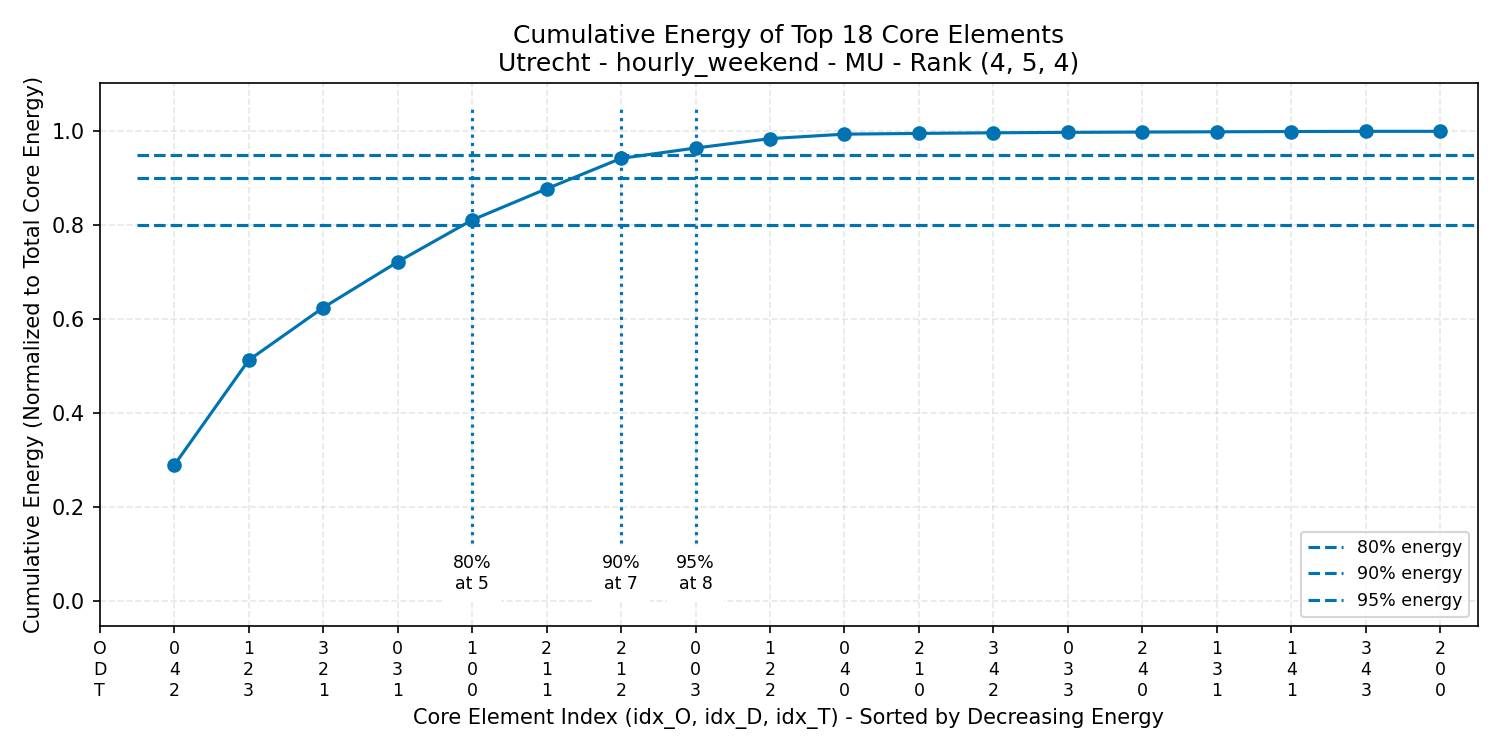 Cumulative Energy of Top 18 Core Elements
Utrecht - hourly_weekend - MU - Rank (4, 5, 4)
Cumulative Energy (Normalized to Total Core Energy)
1.0
0.8
0.6
0.4
0.2
0.0
80% 90% 95%
at 5 at 7 at 8
80% energy
90% energy
95% energy
O 0 1 3 0 1 2 2 0 1 0 2 3 0 2 1 1 3 2
D 4 2 2 3 0 1 1 0 2 4 1 4 3 4 3 4 4 0
T 2 3 1 1 0 1 2 3 2 0 0 2 3 0 1 1 3 0
Core Element Index (idx_O, idx_D, idx_T) - Sorted by Decreasing Energy